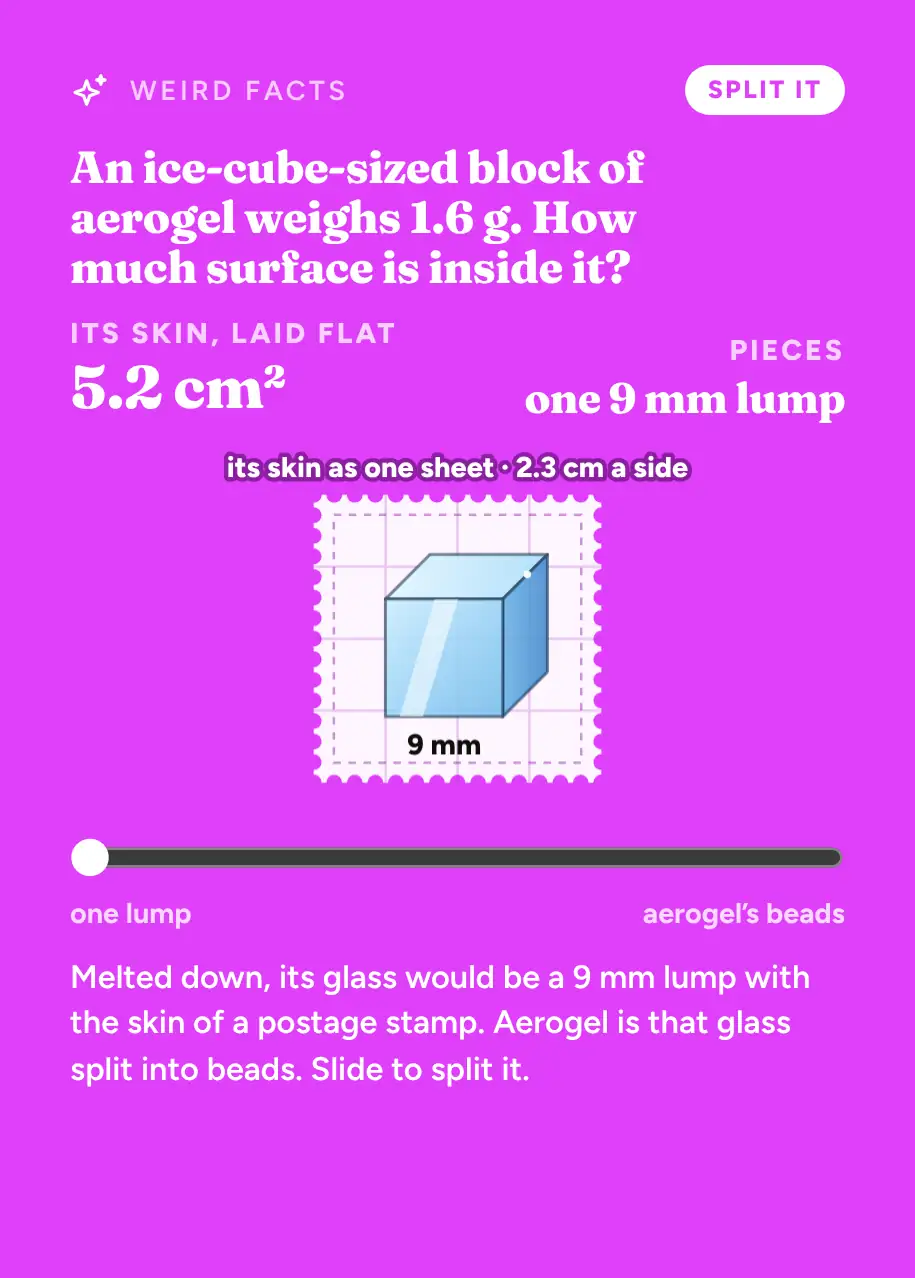 WEIRD FACTS
SPLIT IT
An ice-cube-sized block of
aerogel weighs 1.6 g. How
much surface is inside it?
ITS SKIN, LAID FLAT
5.2 cm²
PIECES
one 9 mm lump
its skin as one sheet · 2.3 cm a side
9 mm
one lump
aerogel’s beads
Melted down, its glass would be a 9 mm lump with
the skin of a postage stamp. Aerogel is that glass
split into beads. Slide to split it.